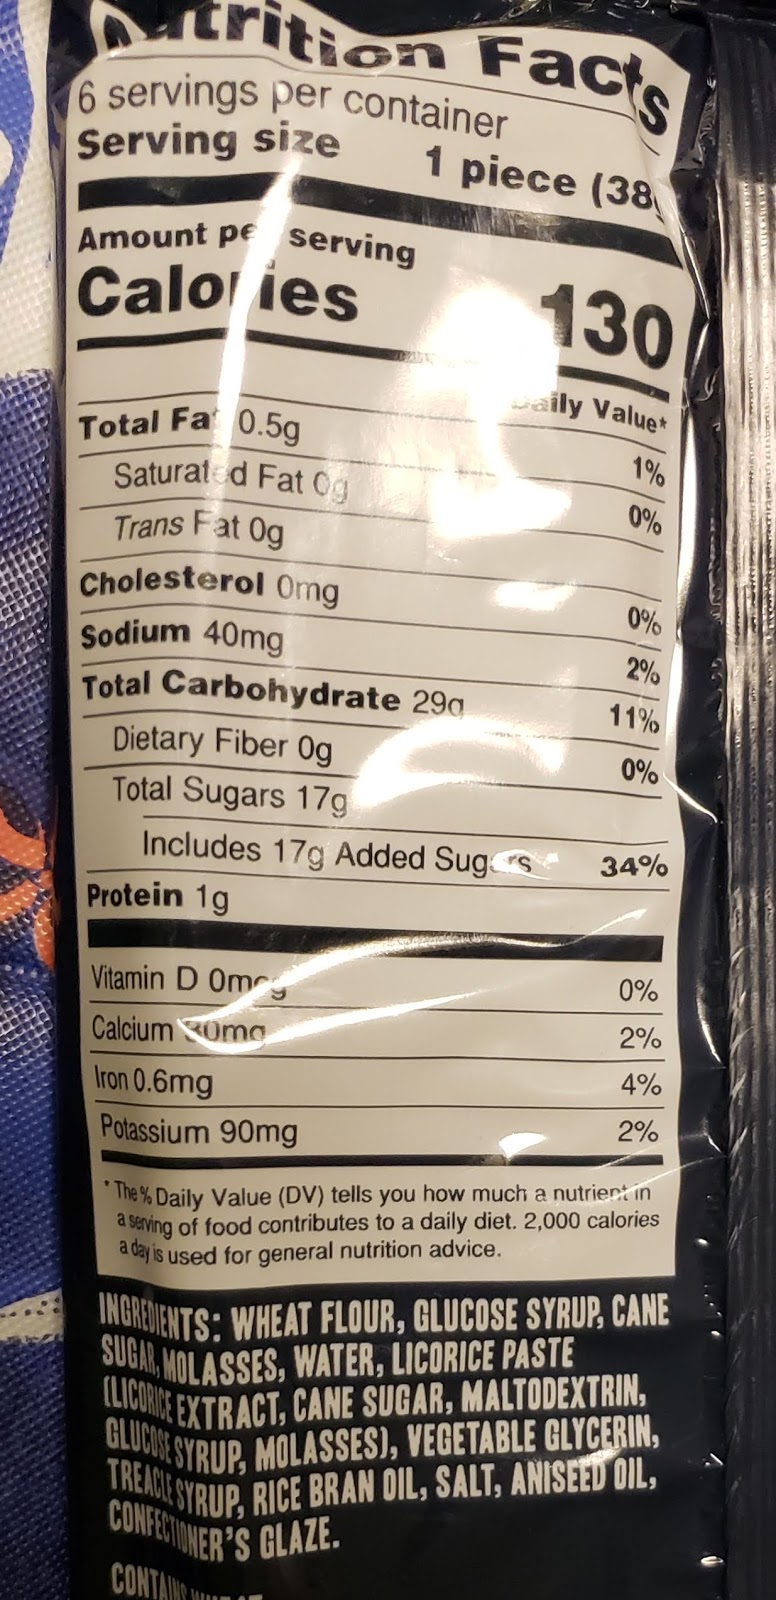 Nutrition Facts
6 servings per container
Serving size 1 piece (38g
Amount per serving
Calories 130
Daily Value*
Total Fat 0.5g 1%
Saturated Fat 0g 0%
Trans Fat 0g
Cholesterol 0mg 0%
Sodium 40mg 2%
Total Carbohydrate 29g 11%
Dietary Fiber 0g 0%
Total Sugars 17g
Includes 17g Added Sugars 34%
Protein 1g
Vitamin D 0mcg 0%
Calcium 30mg 2%
Iron 0.6mg 4%
Potassium 90mg 2%
* The % Daily Value (DV) tells you how much a nutrient in
a serving of food contributes to a daily diet. 2,000 calories
a day is used for general nutrition advice.
INGREDIENTS: WHEAT FLOUR, GLUCOSE SYRUP, CANE
SUGAR, MOLASSES, WATER, LICORICE PASTE
(LICORICE EXTRACT, CANE SUGAR, MALTODEXTRIN,
GLUCOSE SYRUP, MOLASSES), VEGETABLE GLYCERIN,
TREACLE SYRUP, RICE BRAN OIL, SALT, ANISEED OIL,
CONFECTIONER'S GLAZE.
CONTAINS